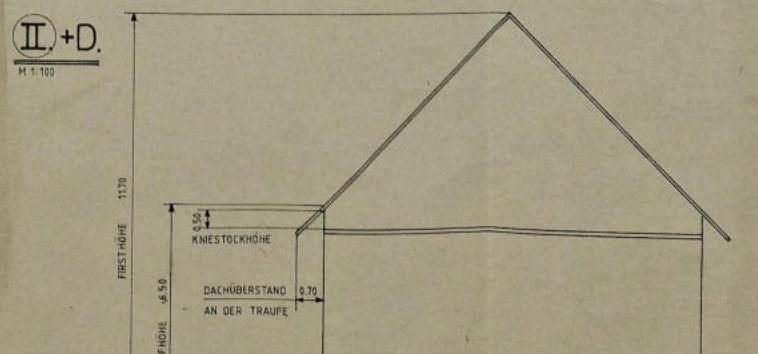 II. +D.
M 1:100
FIRSTHÖHE 11.70
0.50
KNIESTOCKHÖHE
6.50
DACHÜBERSTAND 0.70
AN DER TRAUFE